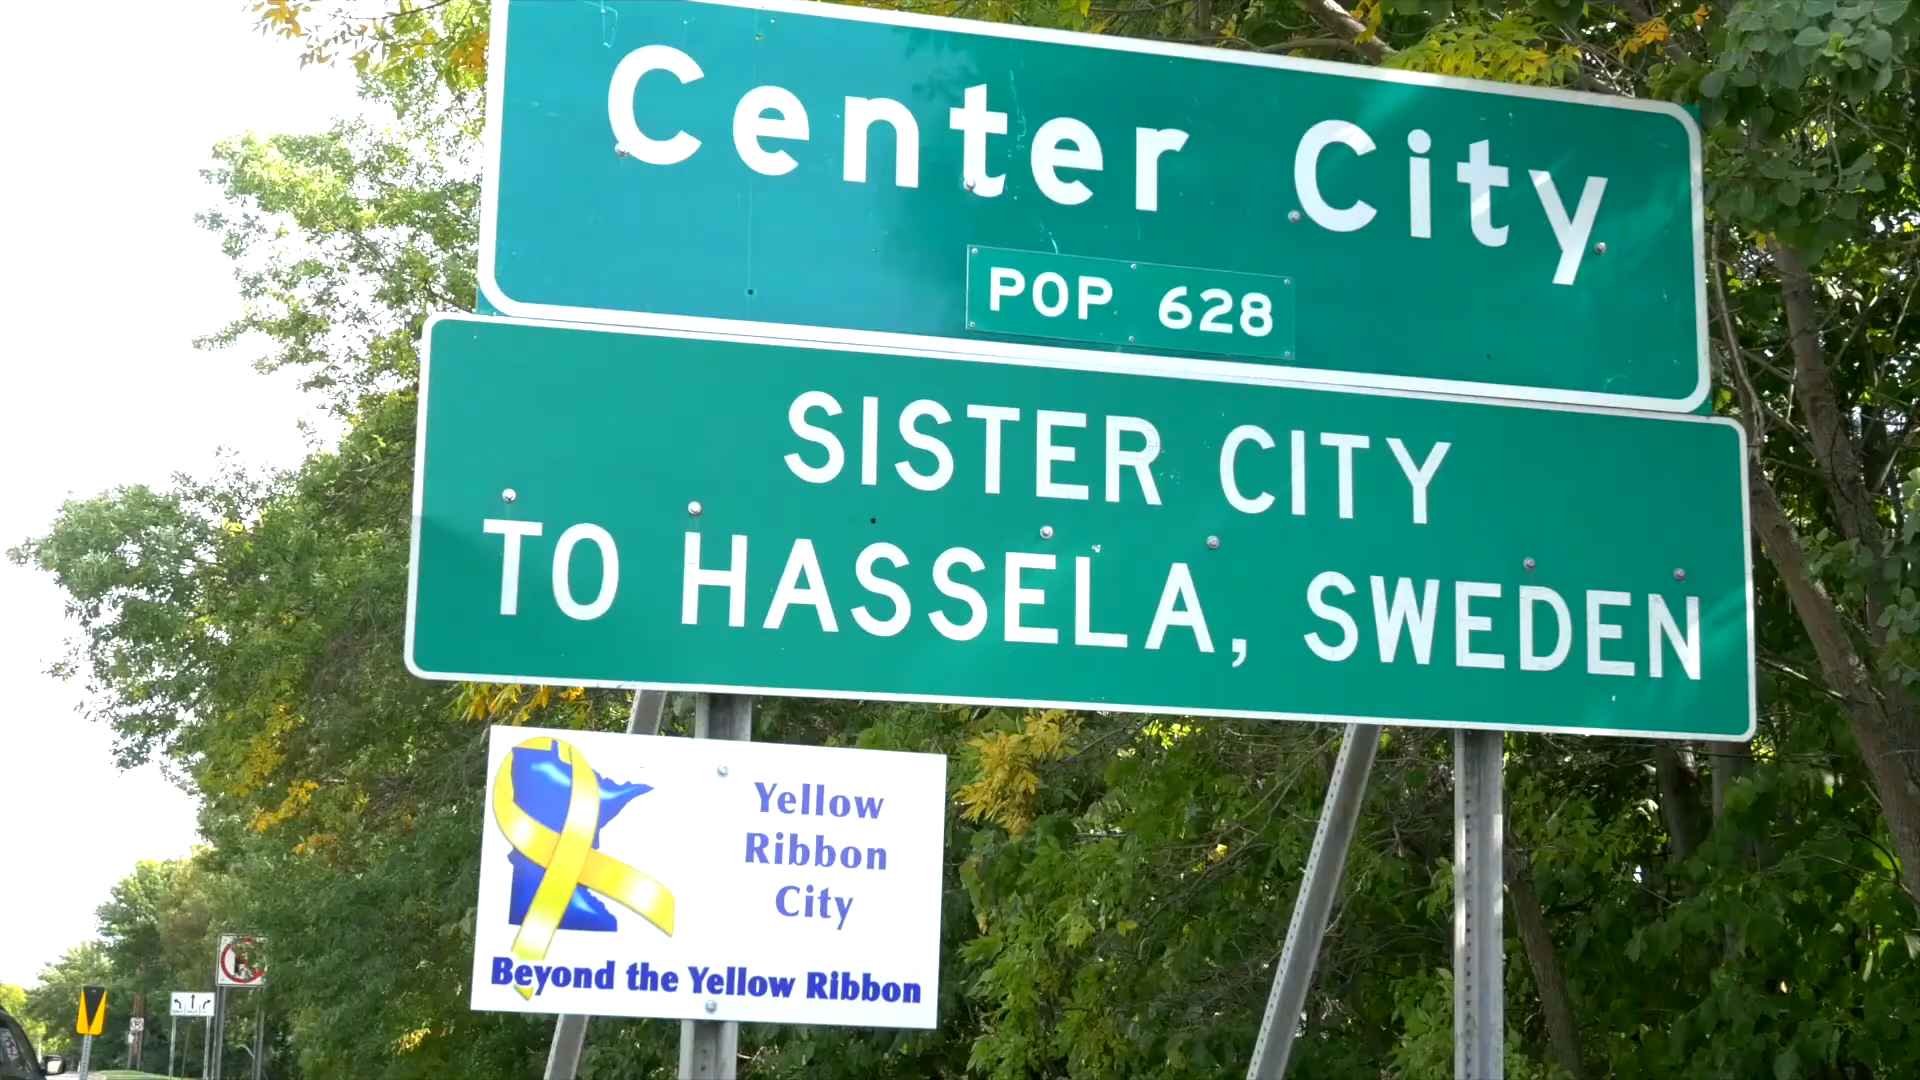 Center City
POP 628
SISTER CITY
TO HASSELA, SWEDEN
Yellow
Ribbon
City
Beyond the Yellow Ribbon